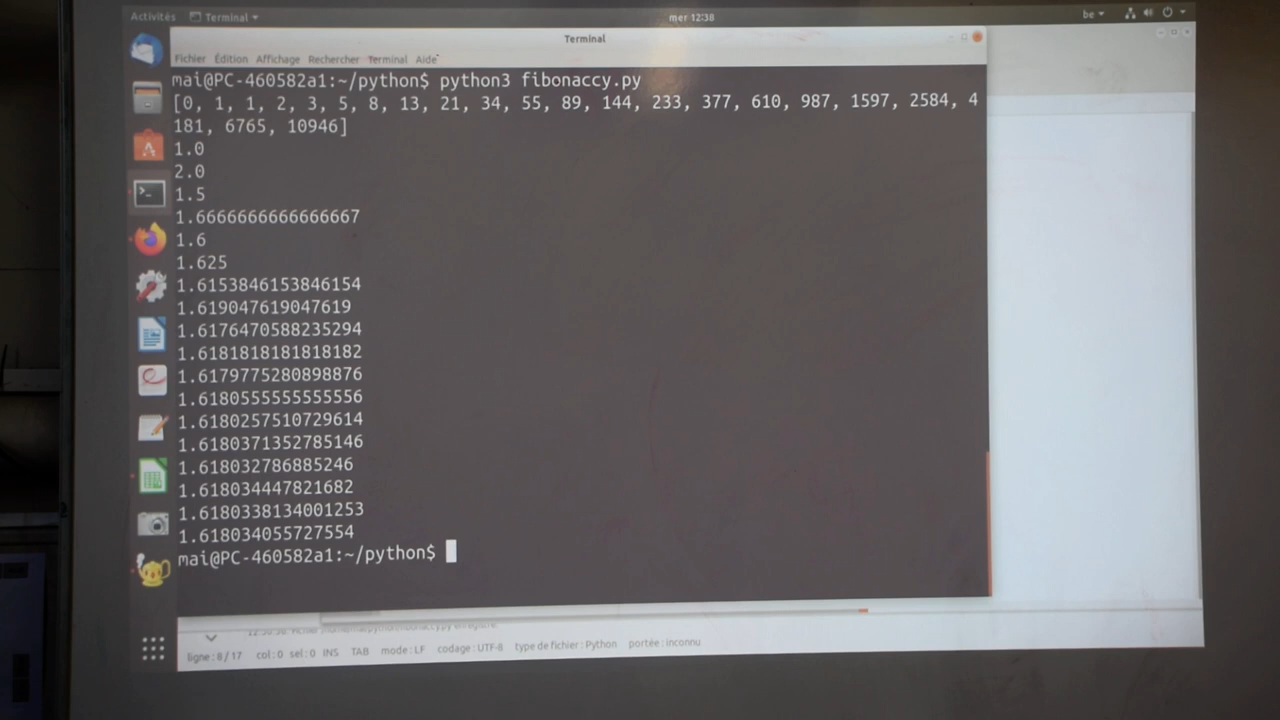 Activités Terminal mer 12:38 be
Terminal
Fichier Édition Affichage Rechercher Terminal Aide
mai@PC-460582a1:~/python$ python3 fibonaccy.py
[0, 1, 1, 2, 3, 5, 8, 13, 21, 34, 55, 89, 144, 233, 377, 610, 987, 1597, 2584, 4
181, 6765, 10946]
1.0
2.0
1.5
1.6666666666666667
1.6
1.625
1.6153846153846154
1.619047619047619
1.6176470588235294
1.6181818181818182
1.6179775280898876
1.6180555555555556
1.6180257510729614
1.6180371352785146
1.618032786885246
1.618034447821682
1.6180338134001253
1.618034055727554
mai@PC-460582a1:~/python$
ligne : 8 / 17 col : 0 sel : 0 INS TAB mode : LF codage : UTF-8 type de fichier : Python portée : inconnu